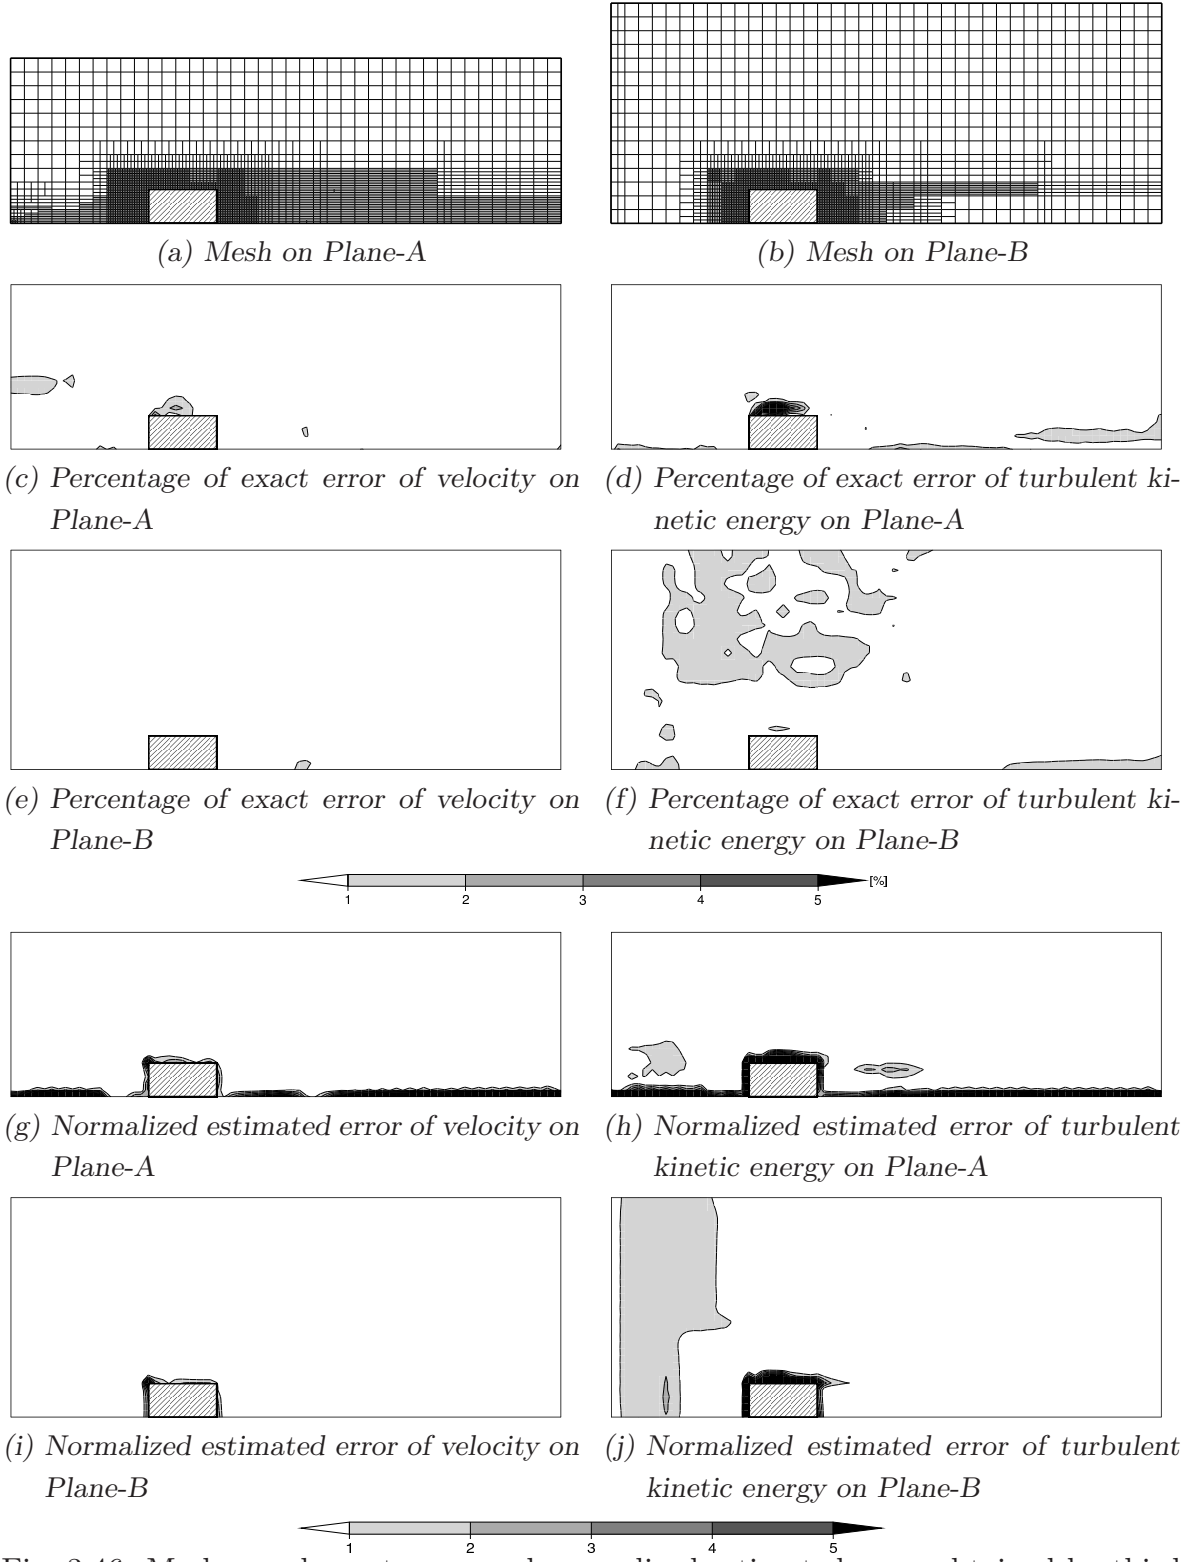 (a) Mesh on Plane-A
(b) Mesh on Plane-B
(c) Percentage of exact error of velocity on
Plane-A
(d) Percentage of exact error of turbulent ki-
netic energy on Plane-A
(e) Percentage of exact error of velocity on
Plane-B
(f) Percentage of exact error of turbulent ki-
netic energy on Plane-B
[%]
1 2 3 4 5
(g) Normalized estimated error of velocity on
Plane-A
(h) Normalized estimated error of turbulent
kinetic energy on Plane-A
(i) Normalized estimated error of velocity on
Plane-B
(j) Normalized estimated error of turbulent
kinetic energy on Plane-B
1 2 3 4 5